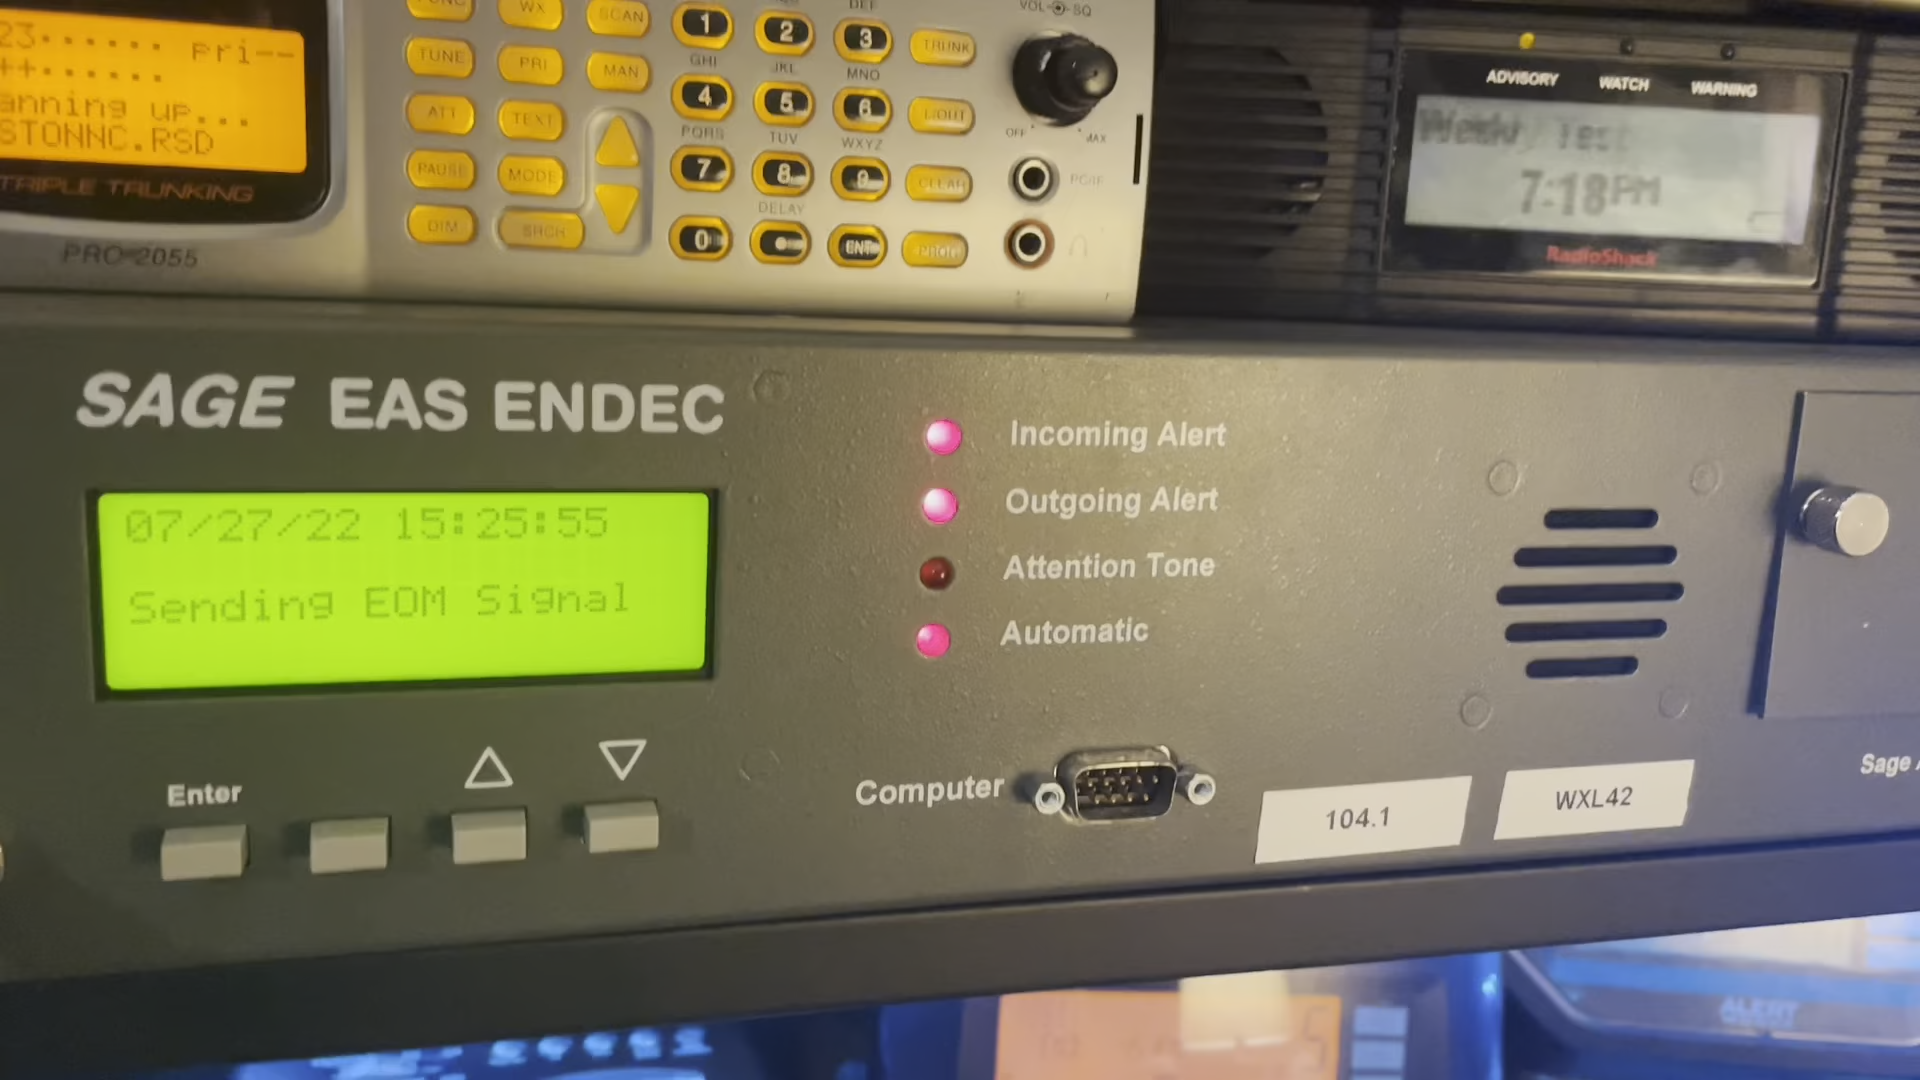 23...... pri--
++......
anning up...
STONNC.RSD
TRIPLE TRUNKING
PRO-2055
FUNC WX SCAN
TUNE PRI MAN
ATT TEXT
PAUSE MODE
DIM SRCH
1 2 3 TRUNK
DEF
GHI JKL MNO
4 5 6 L/OUT
PQRS TUV WXYZ
7 8 9 CLEAR
DELAY
0 ENT PROG
VOL SQ
OFF MAX
PC/IF
ADVISORY WATCH WARNING
Weekly Test
7:18PM
RadioShack
SAGE EAS ENDEC
07/27/22 15:25:55
Sending EOM Signal
Enter
Incoming Alert
Outgoing Alert
Attention Tone
Automatic
Computer
104.1
WXL42
Sage
ALERT